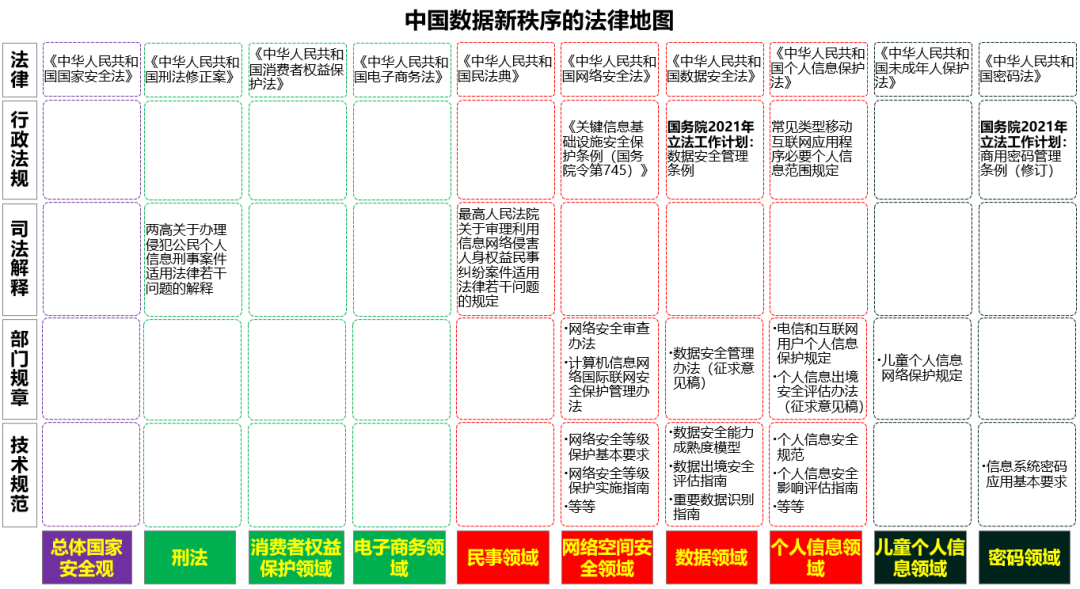 中国数据新秩序的法律地图
法律
《中华人民共和
国国家安全法》
《中华人民共和
国刑法修正案》
《中华人民共和
国消费者权益保
护法》
《中华人民共和
国电子商务法》
《中华人民共和
国民法典》
《中华人民共和
国网络安全法》
《中华人民共和
国数据安全法》
《中华人民共和
国个人信息保护
法》
《中华人民共和
国未成年人保护
法》
《中华人民共和
国密码法》
行政法规
《关键信息基
础设施安全保
护条例（国务
院令第745）》
国务院2021年
立法工作计划：
数据安全管理
条例
常见类型移动
互联网应用程
序必要个人信
息范围规定
国务院2021年
立法工作计划：
商用密码管理
条例（修订）
司法解释
两高关于办理
侵犯公民个人
信息刑事案件
适用法律若干
问题的解释
最高人民法院
关于审理利用
信息网络侵害
人身权益民事
纠纷案件适用
法律若干问题
的规定
部门规章
·网络安全审查
办法
·计算机信息网
络国际联网安
全保护管理办
法
·数据安全管理
办法（征求意
见稿）
·电信和互联网
用户个人信息
保护规定
·个人信息出境
安全评估办法
（征求意见稿）
·儿童个人信息
网络保护规定
技术规范
·网络安全等级
保护基本要求
·网络安全等级
保护实施指南
·等等
·数据安全能力
成熟度模型
·数据出境安全
评估指南
·重要数据识别
指南
·个人信息安全
规范
·个人信息安全
影响评估指南
·等等
·信息系统密码
应用基本要求
总体国家
安全观
刑法
消费者权益
保护领域
电子商务领
域
民事领域
网络空间安
全领域
数据领域
个人信息领
域
儿童个人信
息领域
密码领域